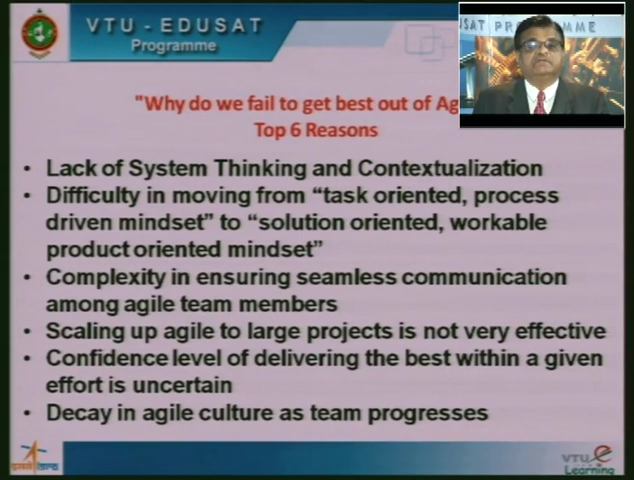 VTU - EDUSAT
Programme
USAT PROGRAMME
"Why do we fail to get best out of Ag
Top 6 Reasons
• Lack of System Thinking and Contextualization
• Difficulty in moving from “task oriented, process
driven mindset” to “solution oriented, workable
product oriented mindset”
• Complexity in ensuring seamless communication
among agile team members
• Scaling up agile to large projects is not very effective
• Confidence level of delivering the best within a given
effort is uncertain
• Decay in agile culture as team progresses
VTU e
Learning